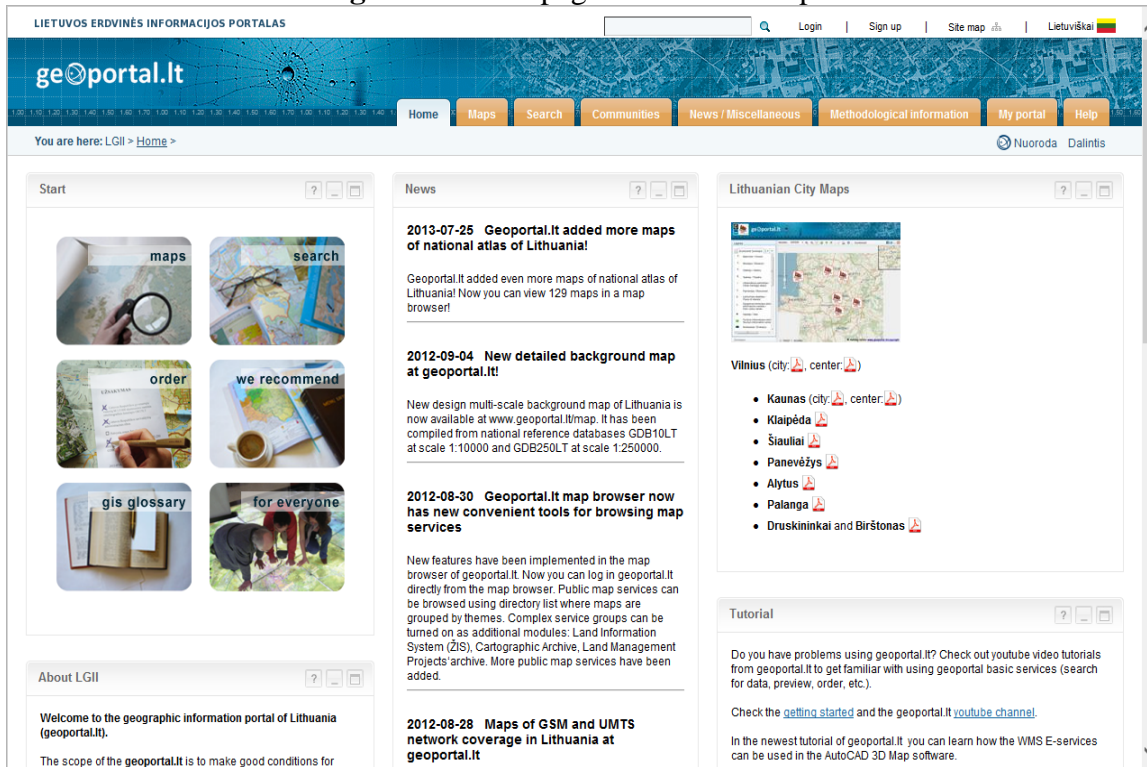 LIETUVOS ERDVINĖS INFORMACIJOS PORTALAS
Login | Sign up | Site map | Lietuviškai
geoportal.lt
Home Maps Search Communities News / Miscellaneous Methodological information My portal Help
You are here: LGII > Home >
Nuoroda Dalintis
Start
maps
search
order
we recommend
gis glossary
for everyone
About LGII
Welcome to the geographic information portal of Lithuania
(geoportal.lt).
The scope of the geoportal.lt is to make good conditions for
News
2013-07-25 Geoportal.lt added more maps
of national atlas of Lithuania!
Geoportal.lt added even more maps of national atlas of
Lithuania! Now you can view 129 maps in a map
browser!
2012-09-04 New detailed background map
at geoportal.lt!
New design multi-scale background map of Lithuania is
now available at www.geoportal.lt/map. It has been
compiled from national reference databases GDB10LT
at scale 1:10000 and GDB250LT at scale 1:250000.
2012-08-30 Geoportal.lt map browser now
has new convenient tools for browsing map
services
New features have been implemented in the map
browser of geoportal.lt. Now you can log in geoportal.lt
directly from the map browser. Public map services can
be browsed using directory list where maps are
grouped by themes. Complex service groups can be
turned on as additional modules: Land Information
System (ŽIS), Cartographic Archive, Land Management
Projects'archive. More public map services have been
added.
2012-08-28 Maps of GSM and UMTS
network coverage in Lithuania at
geoportal.lt
Lithuanian City Maps
geoportal.lt
Vilnius (city: , center: )
• Kaunas (city: , center: )
• Klaipėda
• Šiauliai
• Panevėžys
• Alytus
• Palanga
• Druskininkai and Birštonas
Tutorial
Do you have problems using geoportal.lt? Check out youtube video tutorials
from geoportal.lt to get familiar with using geoportal basic services (search
for data, preview, order, etc.).
Check the getting started and the geoportal.lt youtube channel.
In the newest tutorial of geoportal.lt you can learn how the WMS E-services
can be used in the AutoCAD 3D Map software.